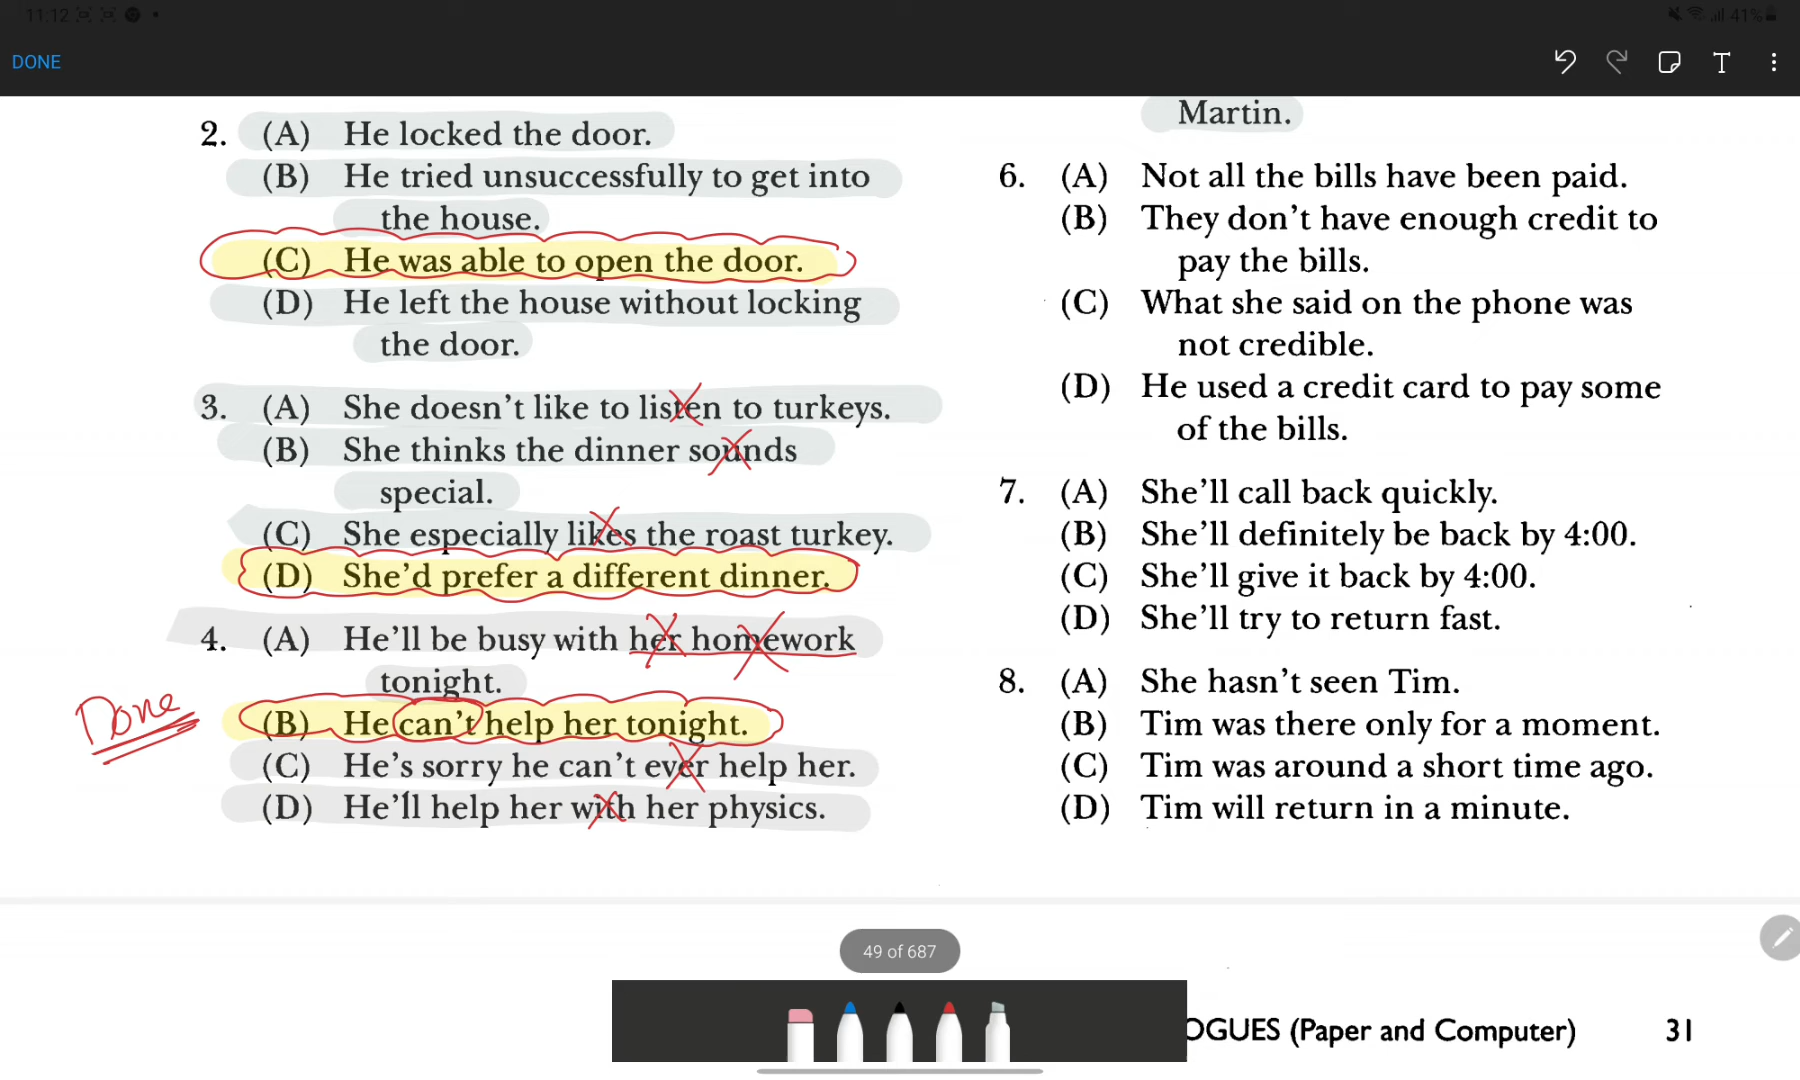 11:12
41%
DONE
T
2. (A) He locked the door.
(B) He tried unsuccessfully to get into
the house.
(C) He was able to open the door.
(D) He left the house without locking
the door.
3. (A) She doesn't like to listen to turkeys.
(B) She thinks the dinner sounds
special.
(C) She especially likes the roast turkey.
(D) She'd prefer a different dinner.
4. (A) He'll be busy with her homework
tonight.
Done
(B) He can't help her tonight.
(C) He's sorry he can't ever help her.
(D) He'll help her with her physics.
Martin.
6. (A) Not all the bills have been paid.
(B) They don't have enough credit to
pay the bills.
(C) What she said on the phone was
not credible.
(D) He used a credit card to pay some
of the bills.
7. (A) She'll call back quickly.
(B) She'll definitely be back by 4:00.
(C) She'll give it back by 4:00.
(D) She'll try to return fast.
8. (A) She hasn't seen Tim.
(B) Tim was there only for a moment.
(C) Tim was around a short time ago.
(D) Tim will return in a minute.
49 of 687
OGUES (Paper and Computer) 31